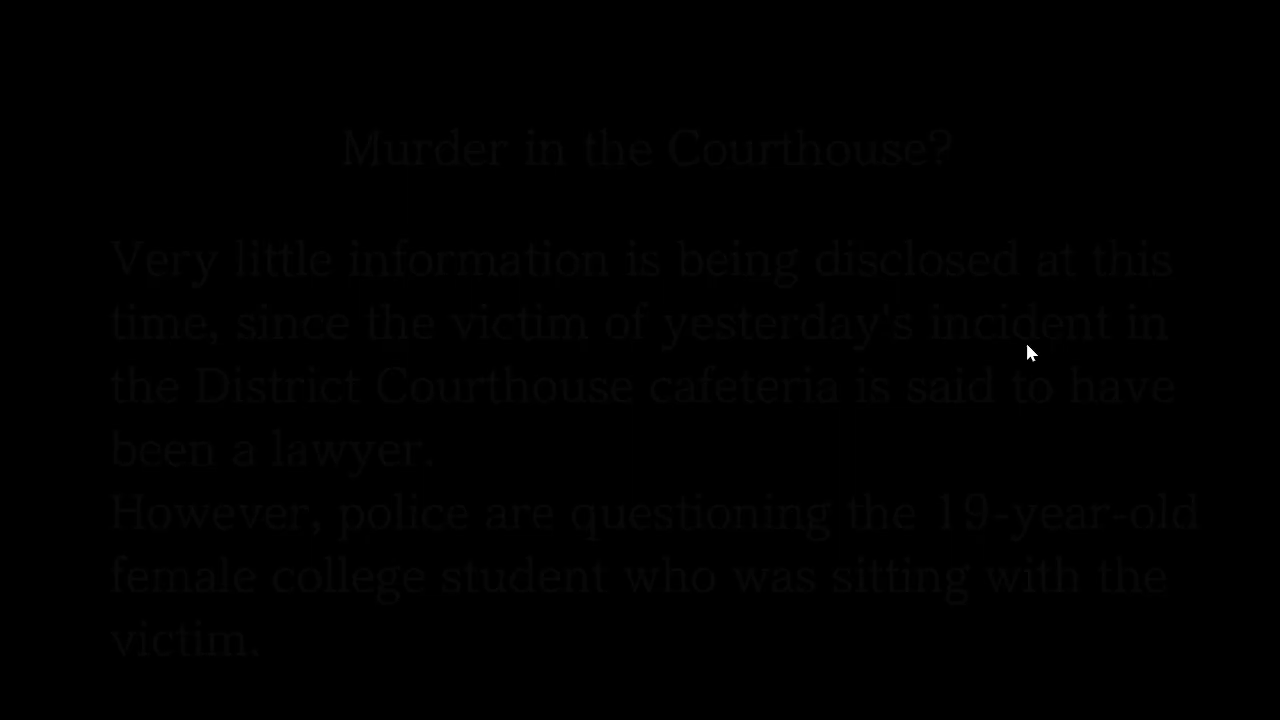 Murder in the Courthouse?
Very little information is being disclosed at this
time, since the victim of yesterday's incident in
the District Courthouse cafeteria is said to have
been a lawyer.
However, police are questioning the 19-year-old
female college student who was sitting with the
victim.